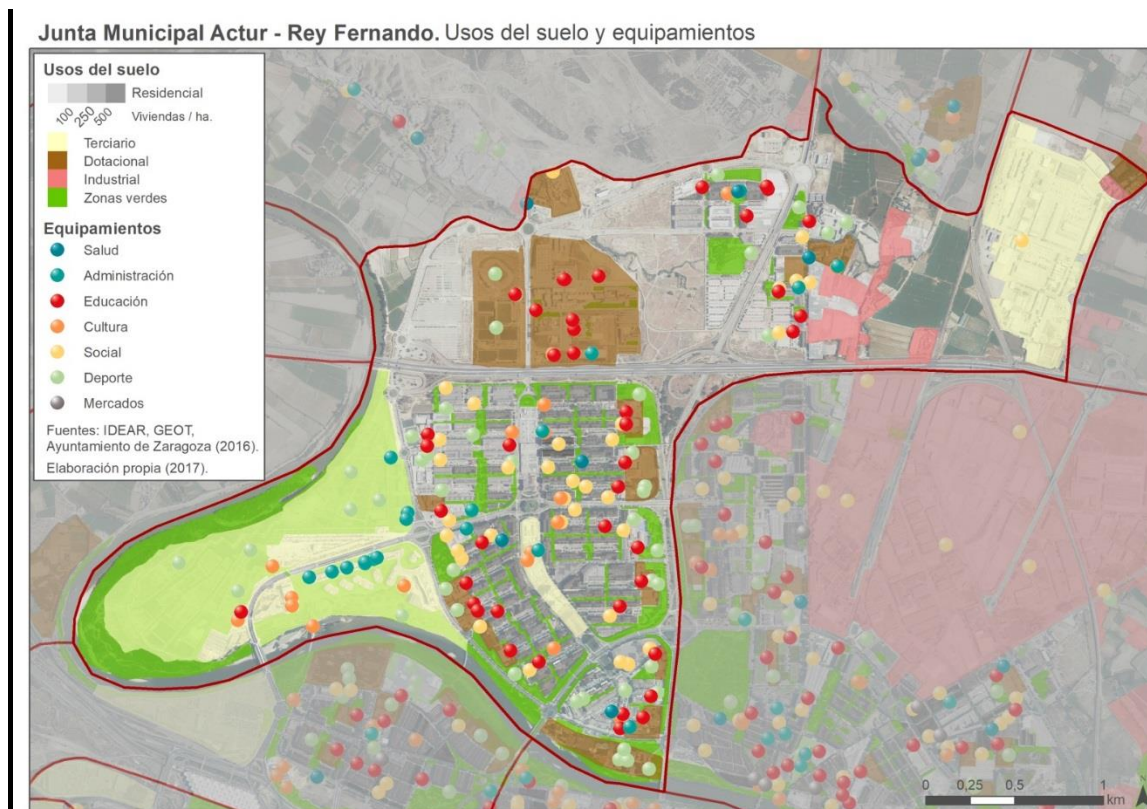 Junta Municipal Actur - Rey Fernando. Usos del suelo y equipamientos
Usos del suelo
Residencial
100 250 500 Viviendas / ha.
Terciario
Dotacional
Industrial
Zonas verdes
Equipamientos
Salud
Administración
Educación
Cultura
Social
Deporte
Mercados
Fuentes: IDEAR, GEOT,
Ayuntamiento de Zaragoza (2016).
Elaboración propia (2017).
0 0,25 0,5 1
km